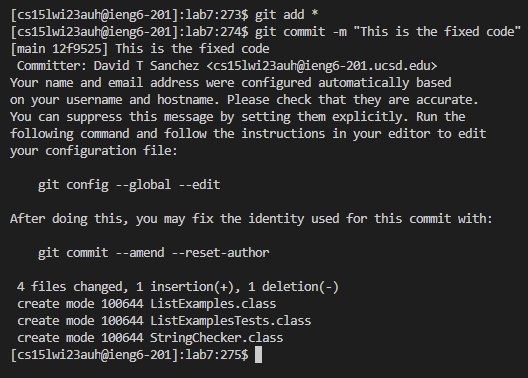 [cs15lwi23auh@ieng6-201]:lab7:273$ git add *
[cs15lwi23auh@ieng6-201]:lab7:274$ git commit -m "This is the fixed code"
[main 12f9525] This is the fixed code
 Committer: David T Sanchez <cs15lwi23auh@ieng6-201.ucsd.edu>
Your name and email address were configured automatically based
on your username and hostname. Please check that they are accurate.
You can suppress this message by setting them explicitly. Run the
following command and follow the instructions in your editor to edit
your configuration file:

    git config --global --edit

After doing this, you may fix the identity used for this commit with:

    git commit --amend --reset-author

 4 files changed, 1 insertion(+), 1 deletion(-)
 create mode 100644 ListExamples.class
 create mode 100644 ListExamplesTests.class
 create mode 100644 StringChecker.class
[cs15lwi23auh@ieng6-201]:lab7:275$